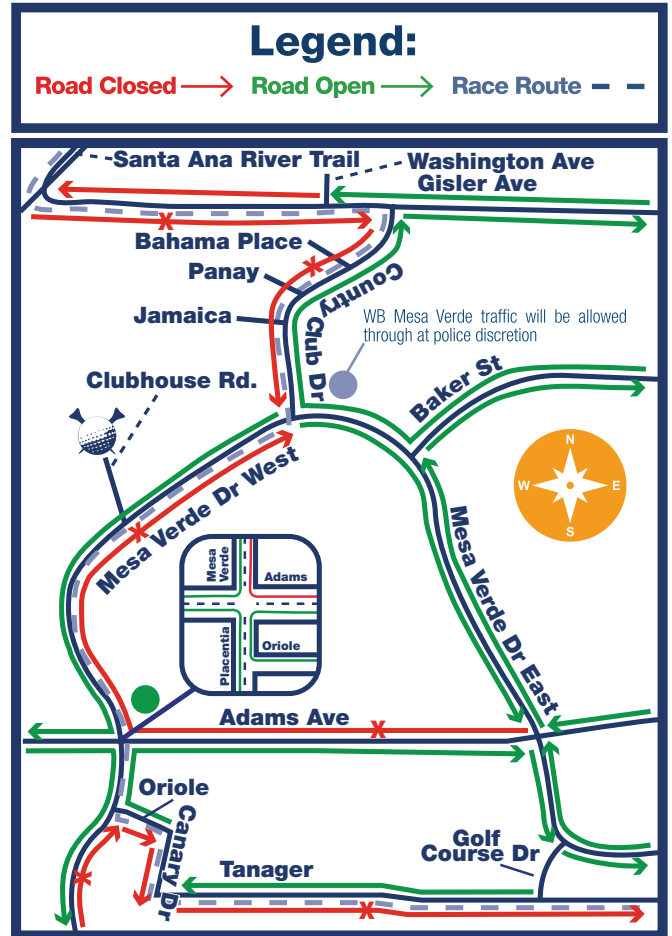 Legend:
Road Closed
Road Open
Race Route
Santa Ana River Trail
Washington Ave
Gisler Ave
Bahama Place
Panay
Country Club Dr
Jamaica
WB Mesa Verde traffic will be allowed
through at police discretion
Clubhouse Rd.
Baker St
N
W
E
S
Mesa Verde Dr West
Mesa Verde Dr East
Mesa
Verde
Adams
Placentia
Oriole
Adams Ave
Oriole
Canary Dr
Golf
Course Dr
Tanager